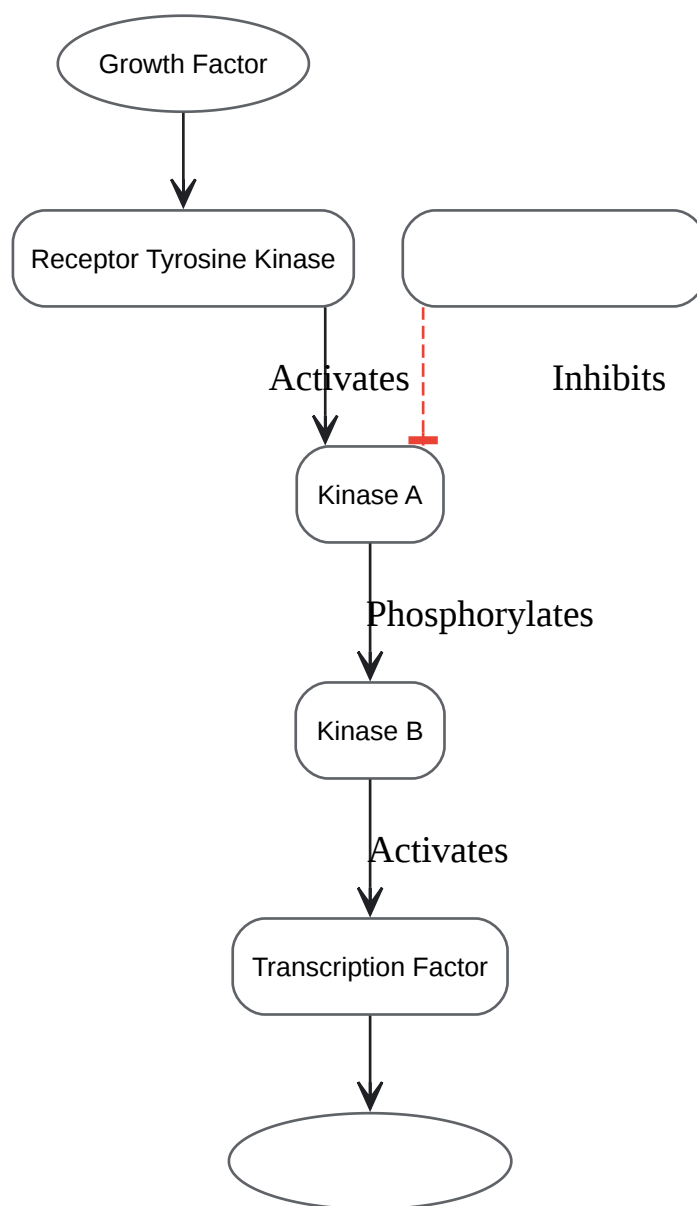 Growth Factor
Receptor Tyrosine Kinase
Activates
Inhibits
Kinase A
Phosphorylates
Kinase B
Activates
Transcription Factor